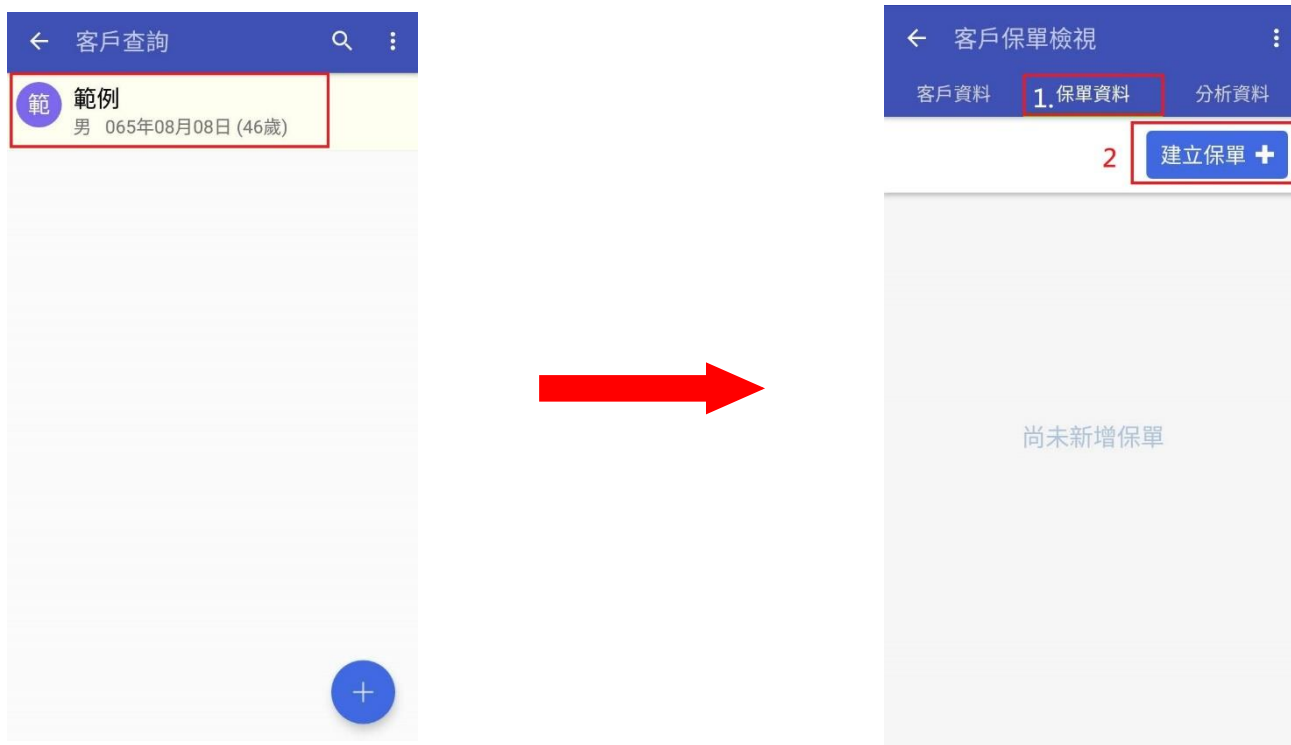 客戶查詢
範 範例
男 065年08月08日 (46歲)
客戶保單檢視
客戶資料 1.保單資料 分析資料
2 建立保單
尚未新增保單